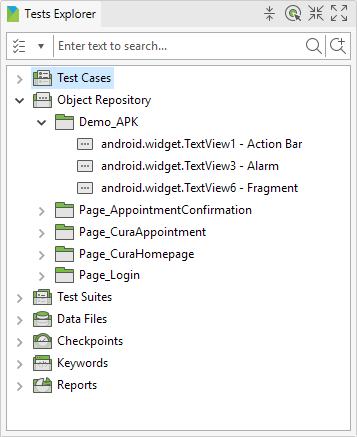 Tests Explorer
Enter text to search...
Test Cases
Object Repository
Demo_APK
android.widget.TextView1 - Action Bar
android.widget.TextView3 - Alarm
android.widget.TextView6 - Fragment
Page_AppointmentConfirmation
Page_CuraAppointment
Page_CuraHomepage
Page_Login
Test Suites
Data Files
Checkpoints
Keywords
Reports